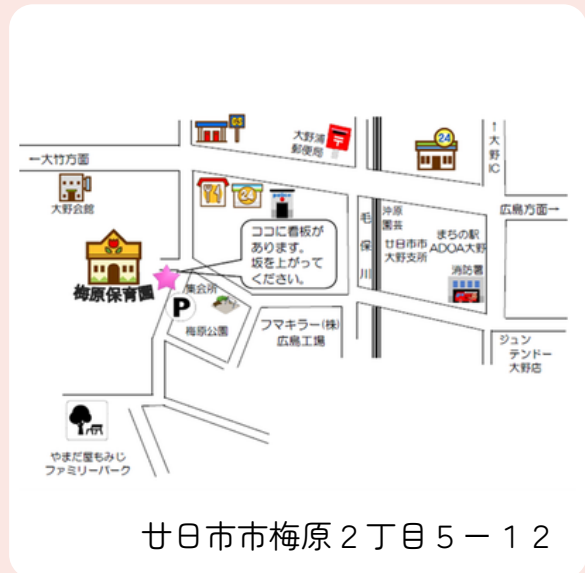 大野浦
郵便局
〒
24
↑
大
野
IC
←大竹方面
大野会館
24
広島方面→
毛
保
川
沖原
園芸
廿日市市
大野支所
まちの駅
ADOA大野
消防署
ココに看板が
あります。
坂を上がって
ください。
梅原保育園
集会所
P
梅原公園
フマキラー(株)
広島工場
ジュン
テンドー
大野店
やまだ屋もみじ
ファミリーパーク
廿日市市梅原２丁目５－１２